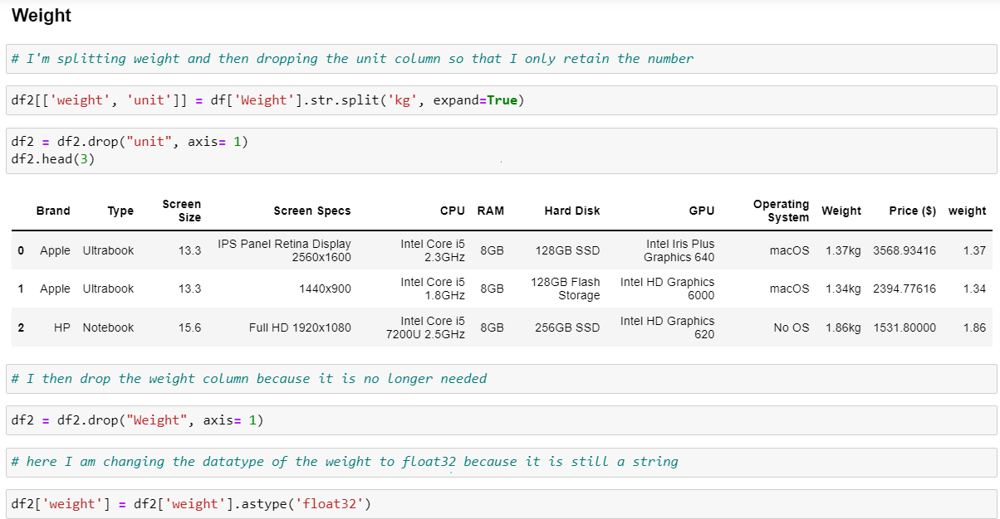 Weight
# I'm splitting weight and then dropping the unit column so that I only retain the number
df2[['weight', 'unit']] = df['Weight'].str.split('kg', expand=True)
df2 = df2.drop("unit", axis= 1)
df2.head(3)
Brand Type Screen Size Screen Specs CPU RAM Hard Disk GPU Operating System Weight Price ($) weight
0 Apple Ultrabook 13.3 IPS Panel Retina Display 2560x1600 Intel Core i5 2.3GHz 8GB 128GB SSD Intel Iris Plus Graphics 640 macOS 1.37kg 3568.93416 1.37
1 Apple Ultrabook 13.3 1440x900 Intel Core i5 1.8GHz 8GB 128GB Flash Storage Intel HD Graphics 6000 macOS 1.34kg 2394.77616 1.34
2 HP Notebook 15.6 Full HD 1920x1080 Intel Core i5 7200U 2.5GHz 8GB 256GB SSD Intel HD Graphics 620 No OS 1.86kg 1531.80000 1.86
# I then drop the weight column because it is no longer needed
df2 = df2.drop("Weight", axis= 1)
# here I am changing the datatype of the weight to float32 because it is still a string
df2['weight'] = df2['weight'].astype('float32')